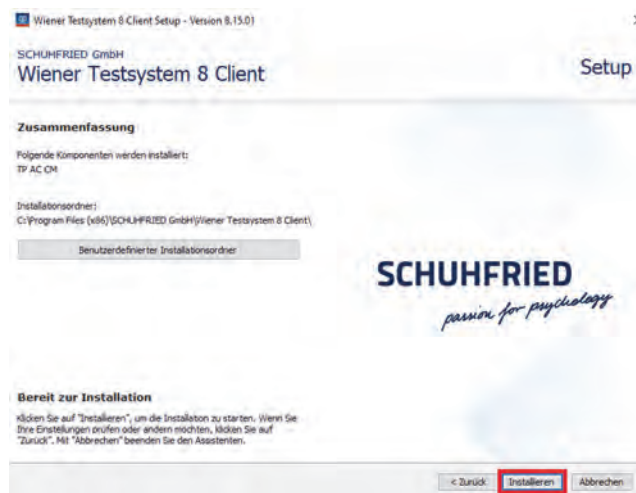 Wiener Testsystem 8 Client Setup - Version 8.15.01
SCHUHFRIED GmbH
Wiener Testsystem 8 Client
Setup
Zusammenfassung
Folgende Komponenten werden installiert:
TP AC CM
Installationsordner:
C:\Program Files (x86)\SCHUHFRIED GmbH\Wiener Testsystem 8 Client\
Benutzerdefinierter Installationsordner
SCHUHFRIED
passion for psychology
Bereit zur Installation
Klicken Sie auf "Installieren", um die Installation zu starten. Wenn Sie
Ihre Einstellungen prüfen oder ändern möchten, klicken Sie auf
"Zurück". Mit "Abbrechen" beenden Sie den Assistenten.
< Zurück Installieren Abbrechen